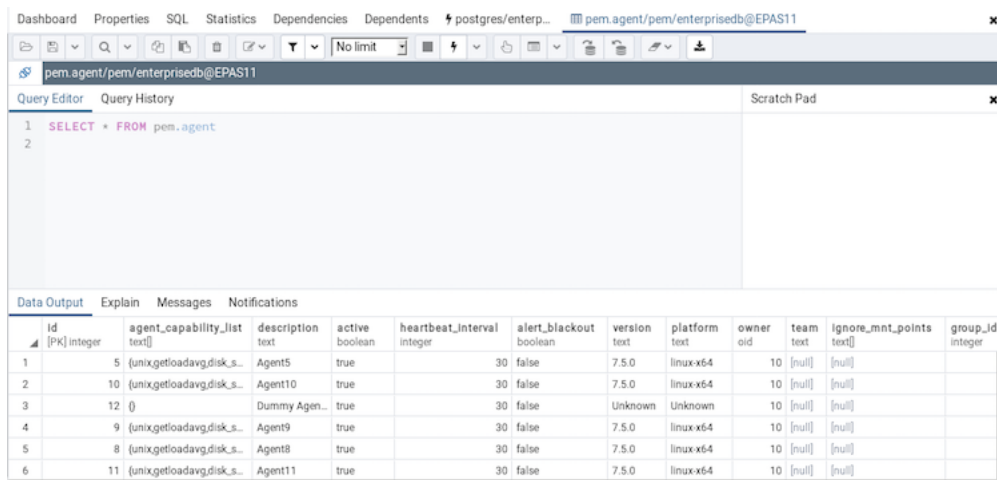 Dashboard Properties SQL Statistics Dependencies Dependents postgres/enterp... pem.agent/pem/enterprisedb@EPAS11
No limit
pem.agent/pem/enterprisedb@EPAS11
Query Editor Query History Scratch Pad
1 SELECT * FROM pem.agent
2
Data Output Explain Messages Notifications
id agent_capability_list description active heartbeat_interval alert_blackout version platform owner team ignore_mnt_points group_id
[PK] integer text[] text boolean integer boolean text text oid text text[] integer
1 5 {unix,getloadavg,disk_s... Agent5 true 30 false 7.5.0 linux-x64 10 [null] [null]
2 10 {unix,getloadavg,disk_s... Agent10 true 30 false 7.5.0 linux-x64 10 [null] [null]
3 12 {} Dummy Agen... true 30 false Unknown Unknown 10 [null] [null]
4 9 {unix,getloadavg,disk_s... Agent9 true 30 false 7.5.0 linux-x64 10 [null] [null]
5 8 {unix,getloadavg,disk_s... Agent8 true 30 false 7.5.0 linux-x64 10 [null] [null]
6 11 {unix,getloadavg,disk_s... Agent11 true 30 false 7.5.0 linux-x64 10 [null] [null]